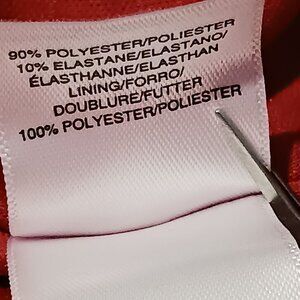 90% POLYESTER/POLIESTER
10% ELASTANE/ELASTANO/
ÉLASTHANNE/ELASTHAN
LINING/FORRO/
DOUBLURE/FUTTER
100% POLYESTER/POLIESTER